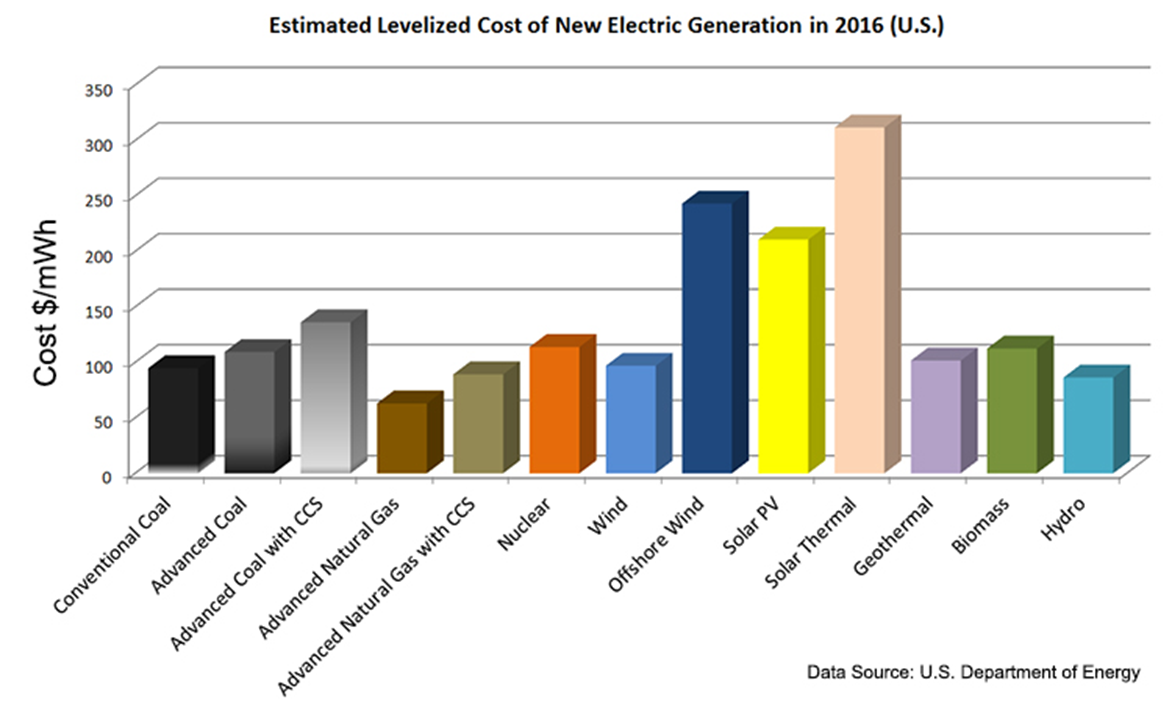 Estimated Levelized Cost of New Electric Generation in 2016 (U.S.)
Cost $/mWh
350
300
250
200
150
100
50
0
Conventional Coal
Advanced Coal
Advanced Coal with CCS
Advanced Natural Gas
Advanced Natural Gas with CCS
Nuclear
Wind
Offshore Wind
Solar PV
Solar Thermal
Geothermal
Biomass
Hydro
Data Source: U.S. Department of Energy